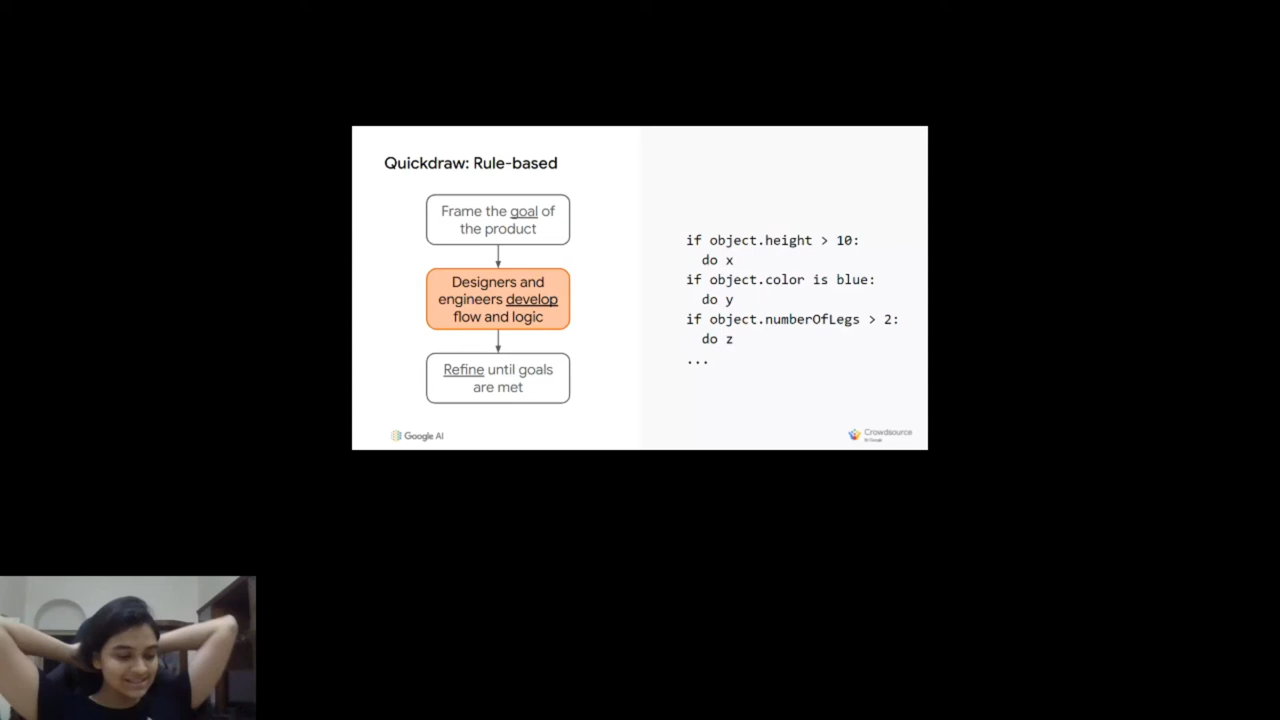 Quickdraw: Rule-based
Frame the goal of
the product
Designers and
engineers develop
flow and logic
Refine until goals
are met
if object.height > 10:
do x
if object.color is blue:
do y
if object.numberOfLegs > 2:
do z
...
Google AI
Crowdsource